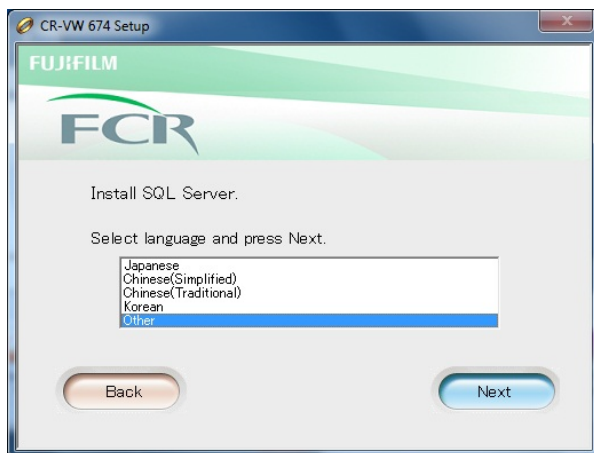 CR-VW 674 Setup
FUJIFILM
FCR
Install SQL Server.
Select language and press Next.
Japanese
Chinese(Simplified)
Chinese(Traditional)
Korean
Other
Back
Next